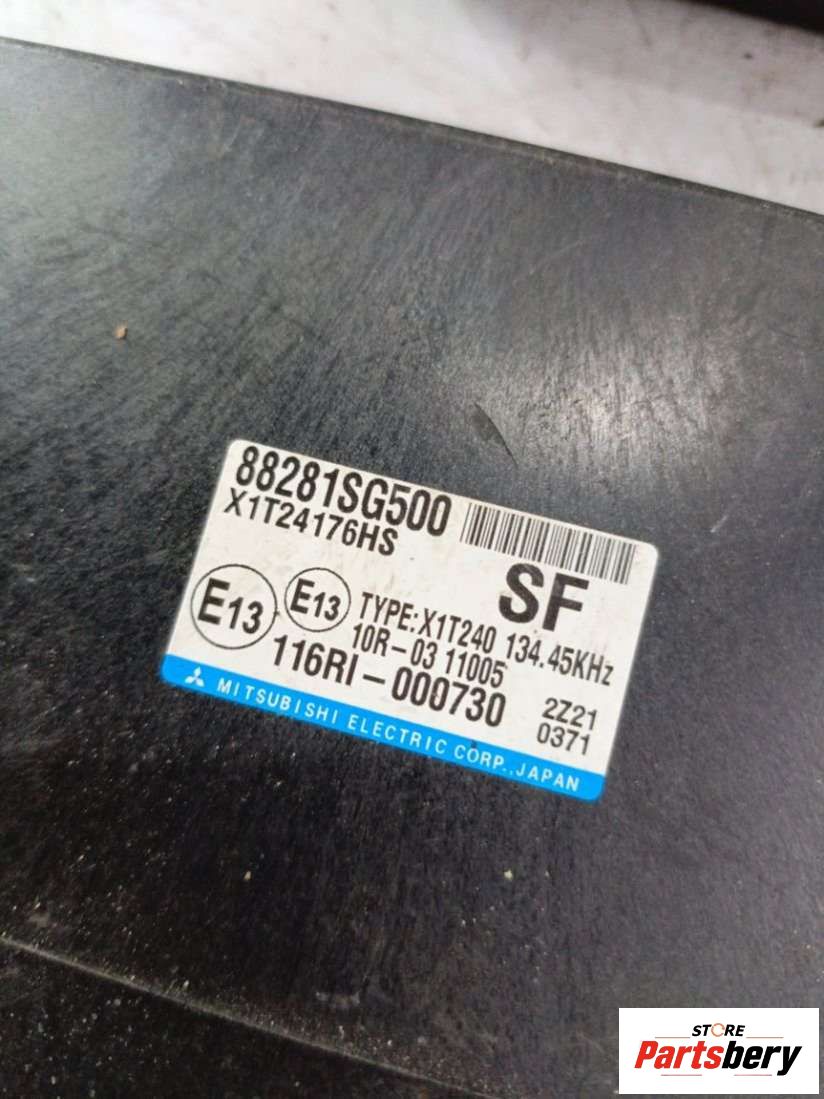 88281SG500
X1T24176HS
SF
E13
E13
TYPE:X1T240 134.45KHz
10R-03 11005
116RI-000730
2Z21
0371
MITSUBISHI ELECTRIC CORP.,JAPAN
STORE
Partsbery